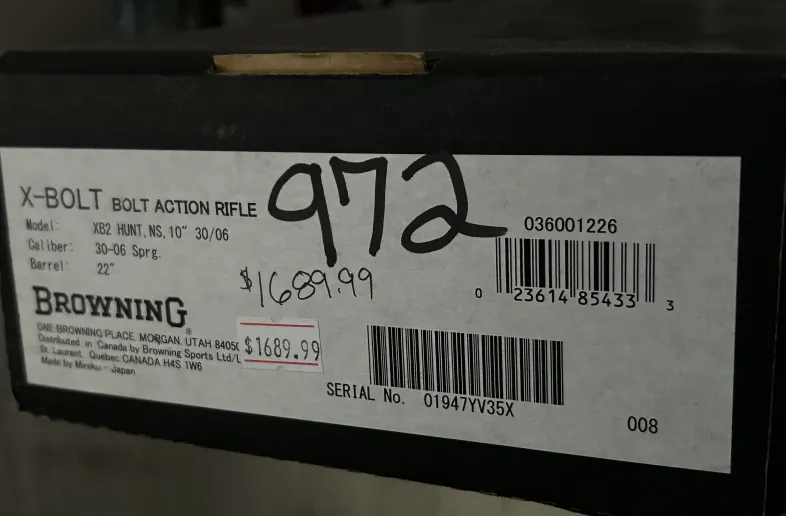 972
X-BOLT BOLT ACTION RIFLE
Model: XB2 HUNT, NS, 10" 30/06
Caliber: 30-06 Sprg.
Barrel: 22"
$1689.99
BROWNING®
ONE BROWNING PLACE, MORGAN, UTAH 84050
Distributed in Canada by Browning Sports Ltd/L
St. Laurent, Quebec CANADA H4S 1W6
Made by Miroku - Japan
$1689.99
036001226
0 23614 85433 3
SERIAL No. 01947YV35X
008